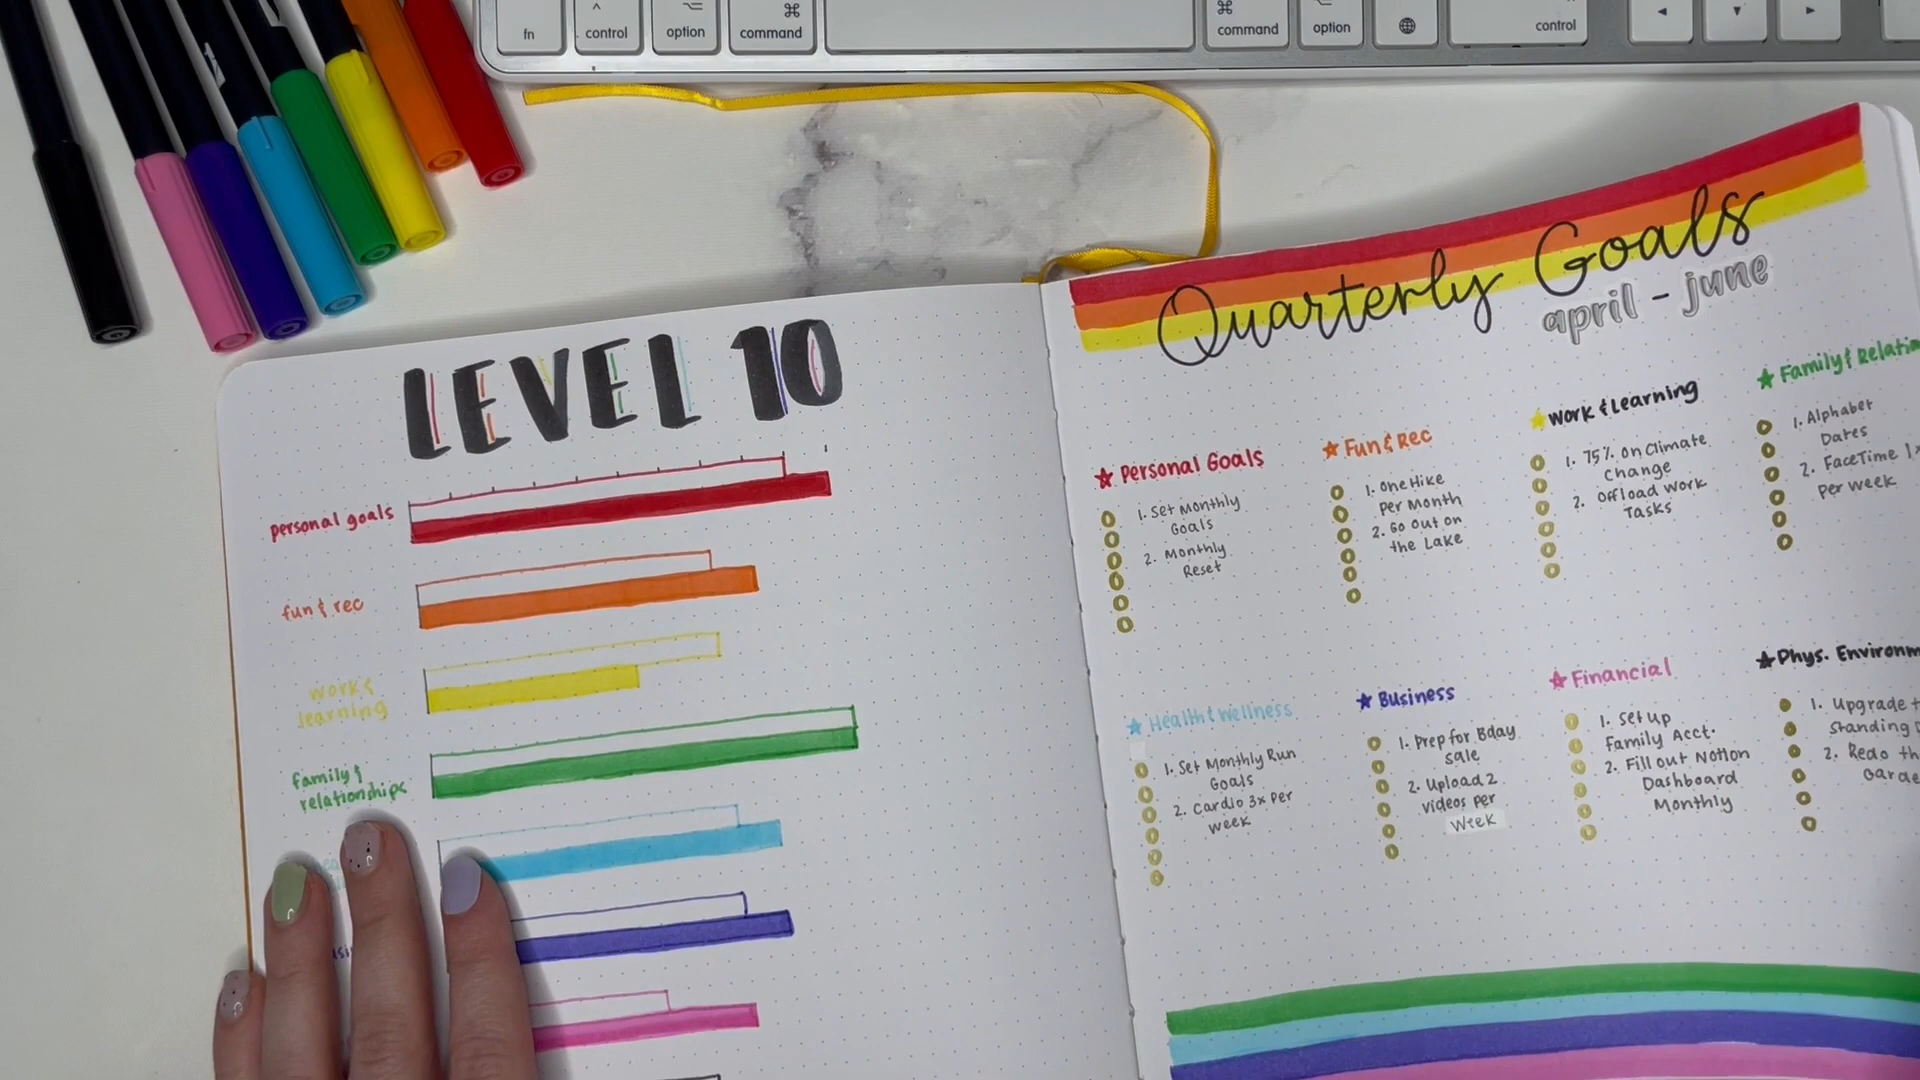 fn
control
option
command
command
option
control
LEVEL 10
personal goals
fun & rec
work &
learning
family &
relationships
Quarterly Goals
april - june
Personal Goals
1. Set Monthly
Goals
2. Monthly
Reset
Fun & Rec
1. One Hike
Per Month
2. Go out on
the Lake
Work & Learning
1. 75% on Climate
Change
2. Offload Work
Tasks
Family & Relatio
1. Alphabet
Dates
2. FaceTime 1x
per week
Health & Wellness
1. Set Monthly Run
Goals
2. Cardio 3x Per
week
Business
1. Prep for Bday
sale
2. Upload 2
videos per
Week
Financial
1. Set up
Family Acct.
2. Fill out Notion
Dashboard
Monthly
Phys. Environm
1. Upgrade t
Standing
2. Redo th
Garde